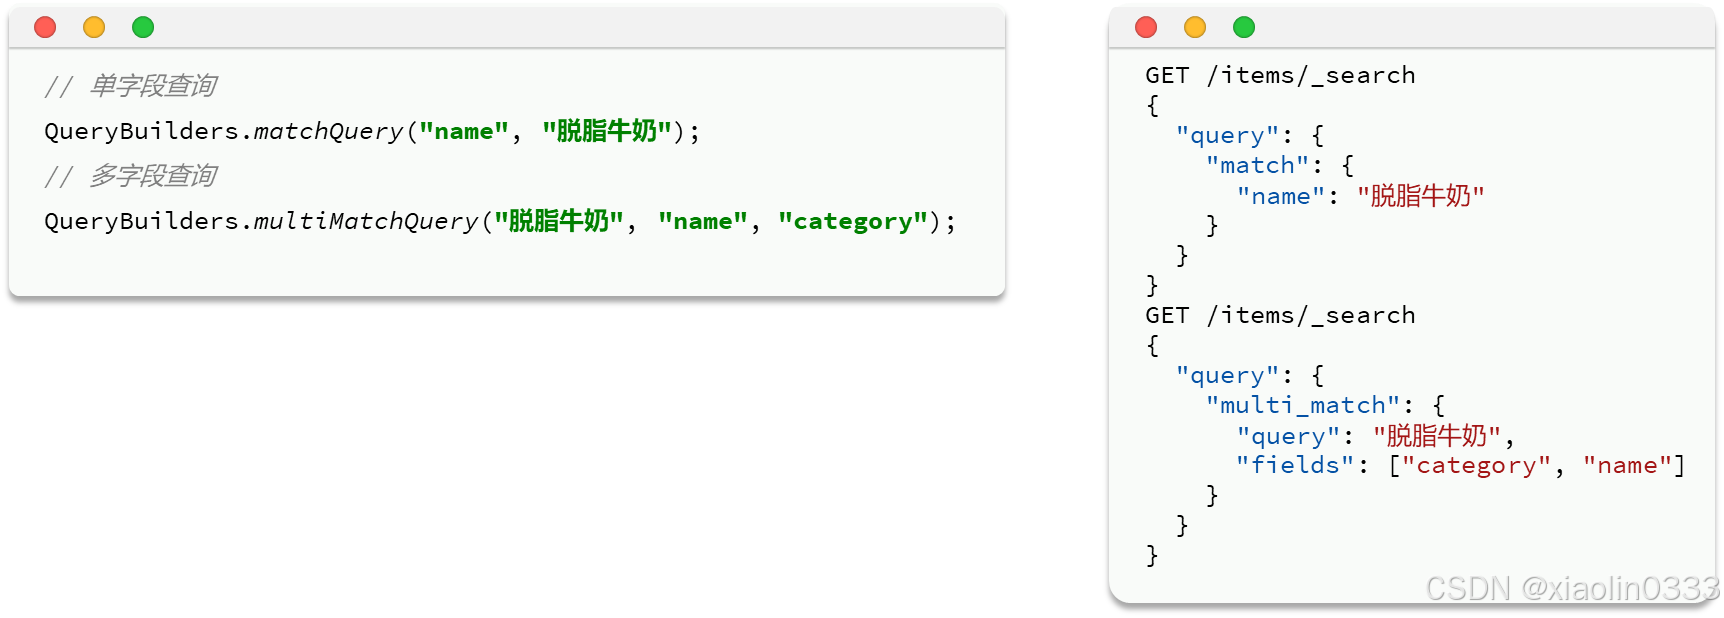 // 单字段查询
QueryBuilders.matchQuery("name", "脱脂牛奶");
// 多字段查询
QueryBuilders.multiMatchQuery("脱脂牛奶", "name", "category");
GET /items/_search
{
  "query": {
    "match": {
      "name": "脱脂牛奶"
    }
  }
}
GET /items/_search
{
  "query": {
    "multi_match": {
      "query": "脱脂牛奶",
      "fields": ["category", "name"]
    }
  }
}
CSDN @xiaolin0333